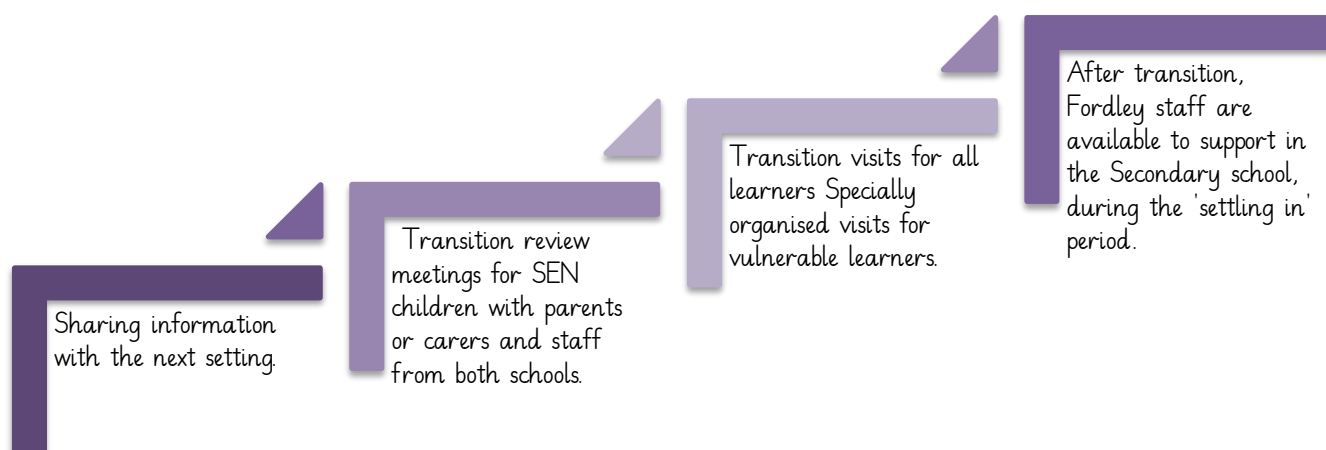 Sharing information
with the next setting.
Transition review
meetings for SEN
children with parents
or carers and staff
from both schools.
Transition visits for all
learners Specially
organised visits for
vulnerable learners.
After transition,
Fordley staff are
available to support in
the Secondary school,
during the 'settling in'
period.